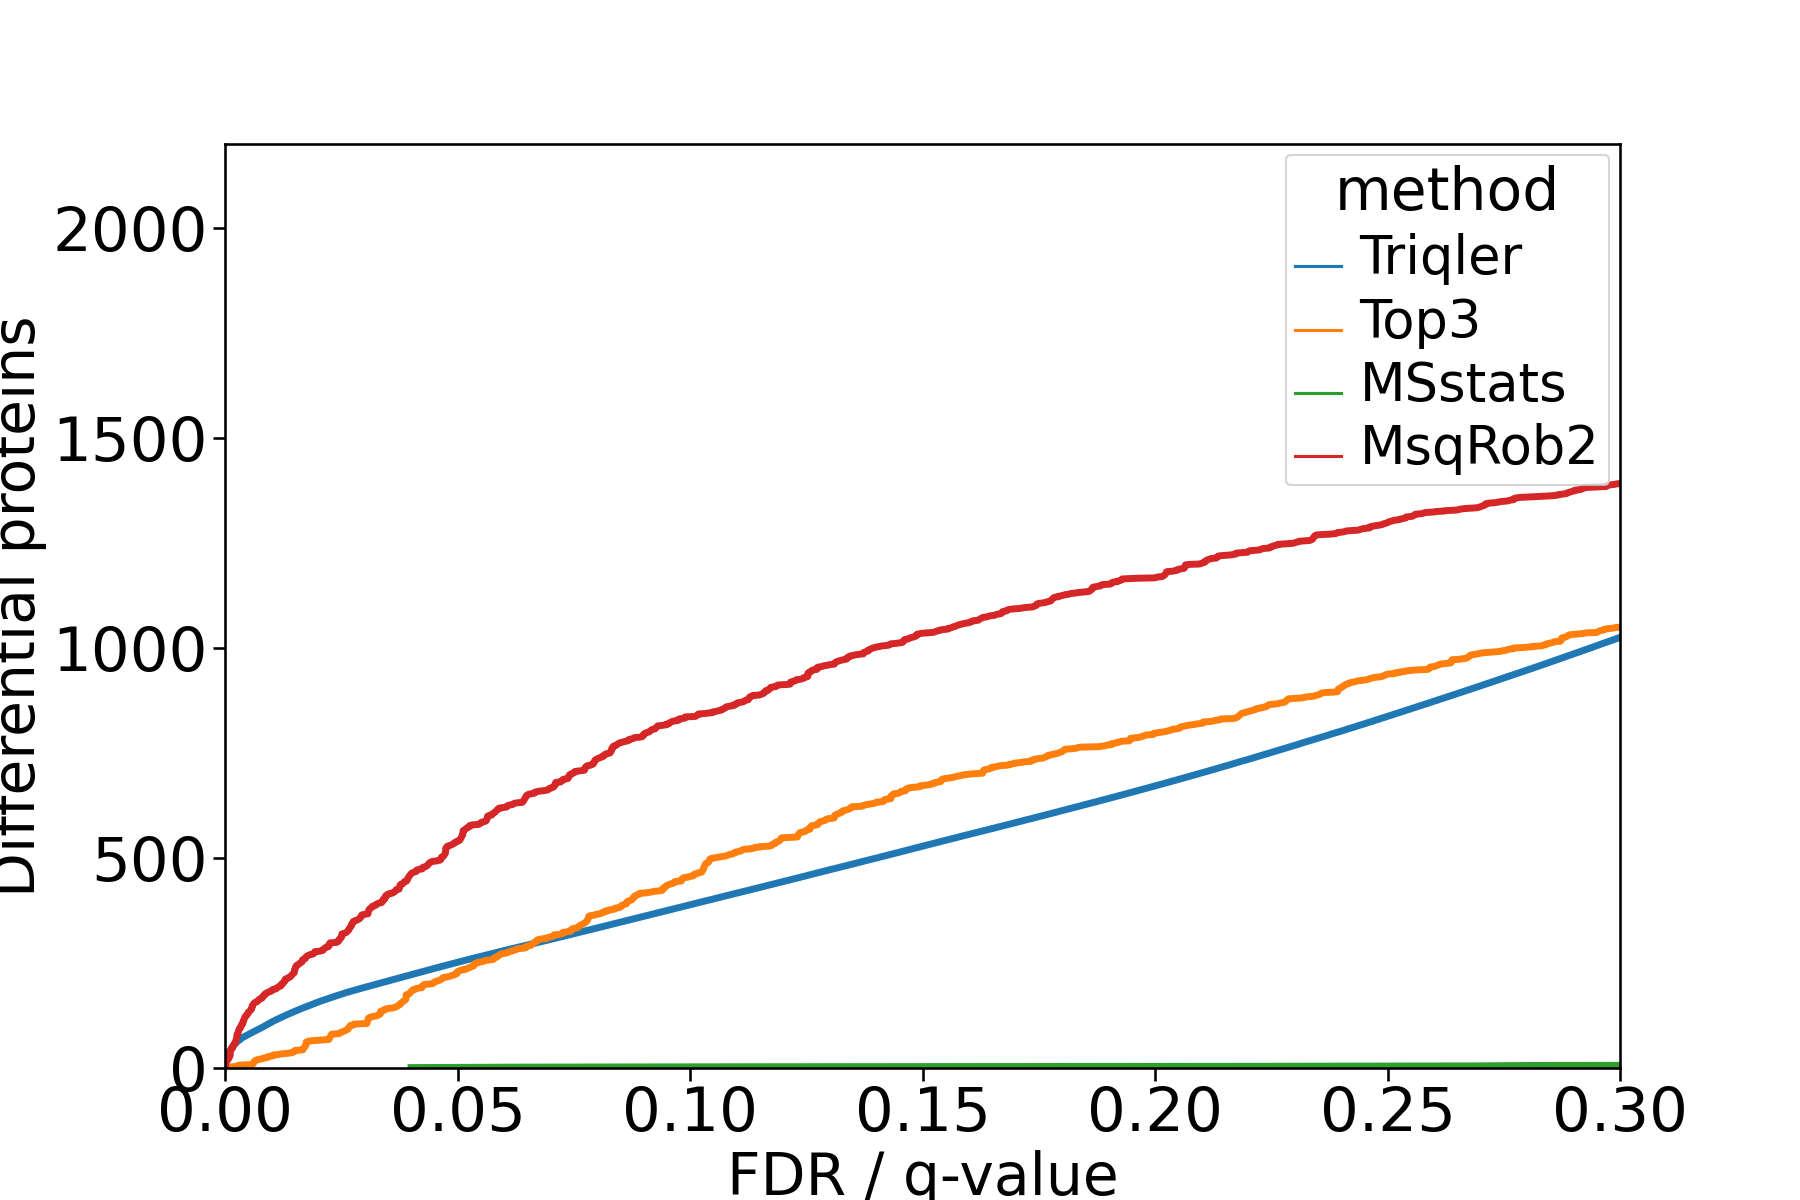 method
Triqler
Top3
MSstats
MsqRob2
Differential proteins
2000
1500
1000
500
0
0.00 0.05 0.10 0.15 0.20 0.25 0.30
FDR / q-value